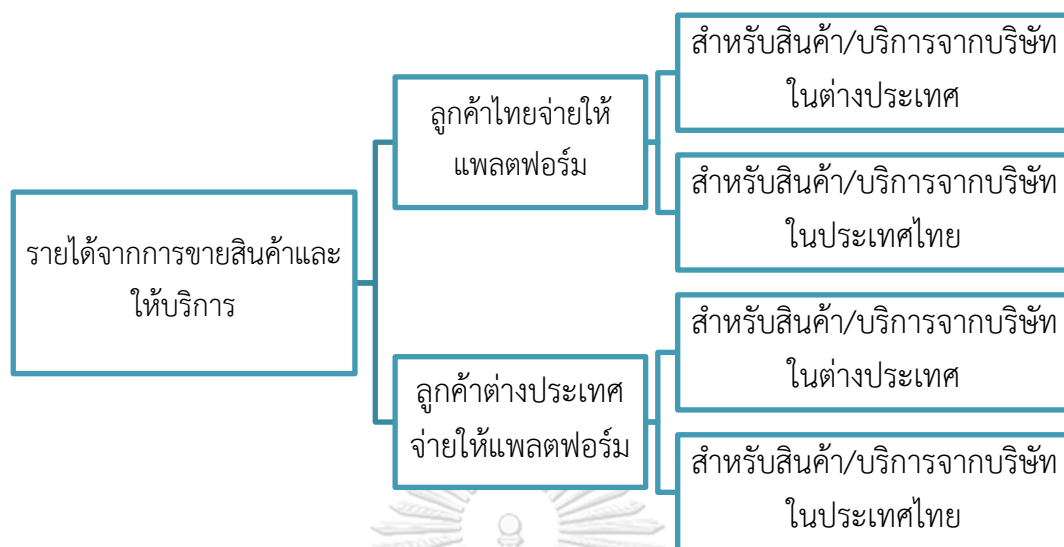 รายได้จากการขายสินค้าและ
ให้บริการ
ลูกค้าไทยจ่ายให้
แพลตฟอร์ม
สำหรับสินค้า/บริการจากบริษัท
ในต่างประเทศ
สำหรับสินค้า/บริการจากบริษัท
ในประเทศไทย
ลูกค้าต่างประเทศ
จ่ายให้แพลตฟอร์ม
สำหรับสินค้า/บริการจากบริษัท
ในต่างประเทศ
สำหรับสินค้า/บริการจากบริษัท
ในประเทศไทย